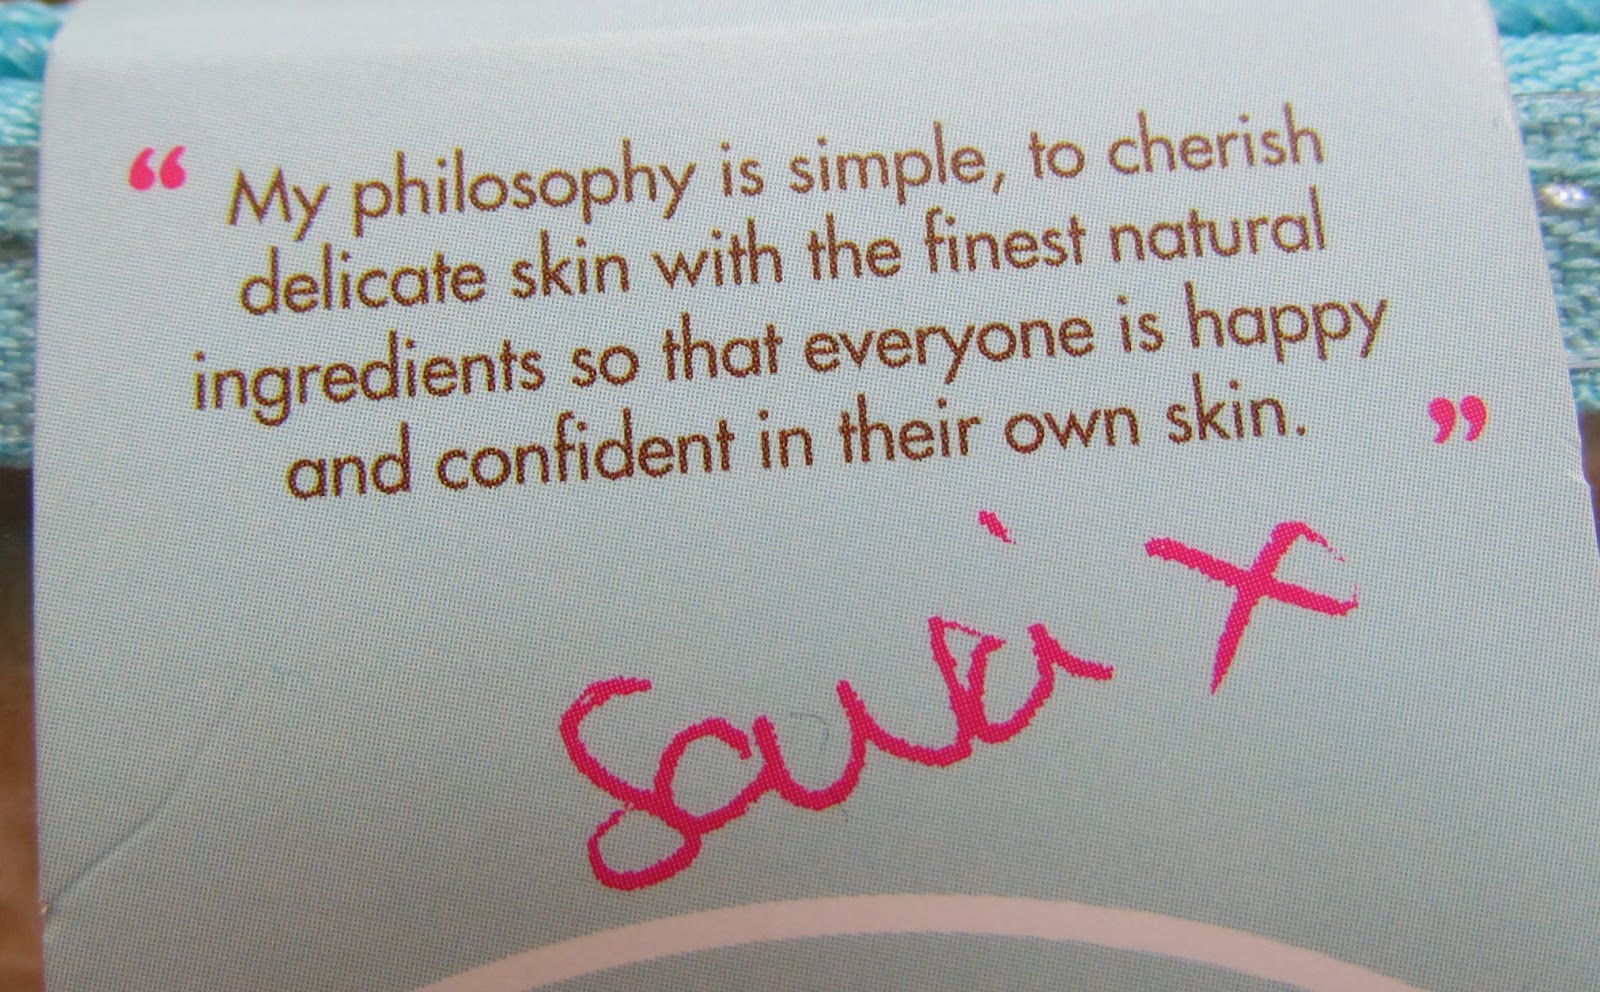 “ My philosophy is simple, to cherish
delicate skin with the finest natural
ingredients so that everyone is happy
and confident in their own skin. ”
x